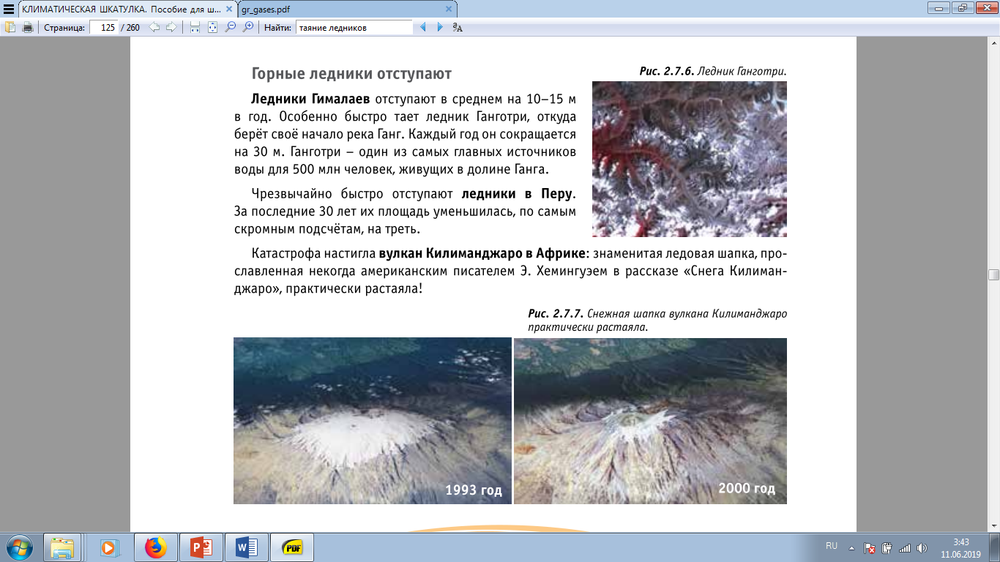 КЛИМАТИЧЕСКАЯ ШКАТУЛКА. Пособие для ш...
gr_gases.pdf
Страница: 125 / 260
Найти: таяние ледников
Горные ледники отступают
Ледники Гималаев отступают в среднем на 10–15 м
в год. Особенно быстро тает ледник Ганготри, откуда
берёт своё начало река Ганг. Каждый год он сокращается
на 30 м. Ганготри – один из самых главных источников
воды для 500 млн человек, живущих в долине Ганга.
Чрезвычайно быстро отступают ледники в Перу.
За последние 30 лет их площадь уменьшилась, по самым
скромным подсчётам, на треть.
Рис. 2.7.6. Ледник Ганготри.
Катастрофа настигла вулкан Килиманджаро в Африке: знаменитая ледовая шапка, про-
славленная некогда американским писателем Э. Хемингуэем в рассказе «Снега Килиман-
джаро», практически растаяла!
Рис. 2.7.7. Снежная шапка вулкана Килиманджаро
практически растаяла.
1993 год
2000 год
PDF
RU
3:43
11.06.2019